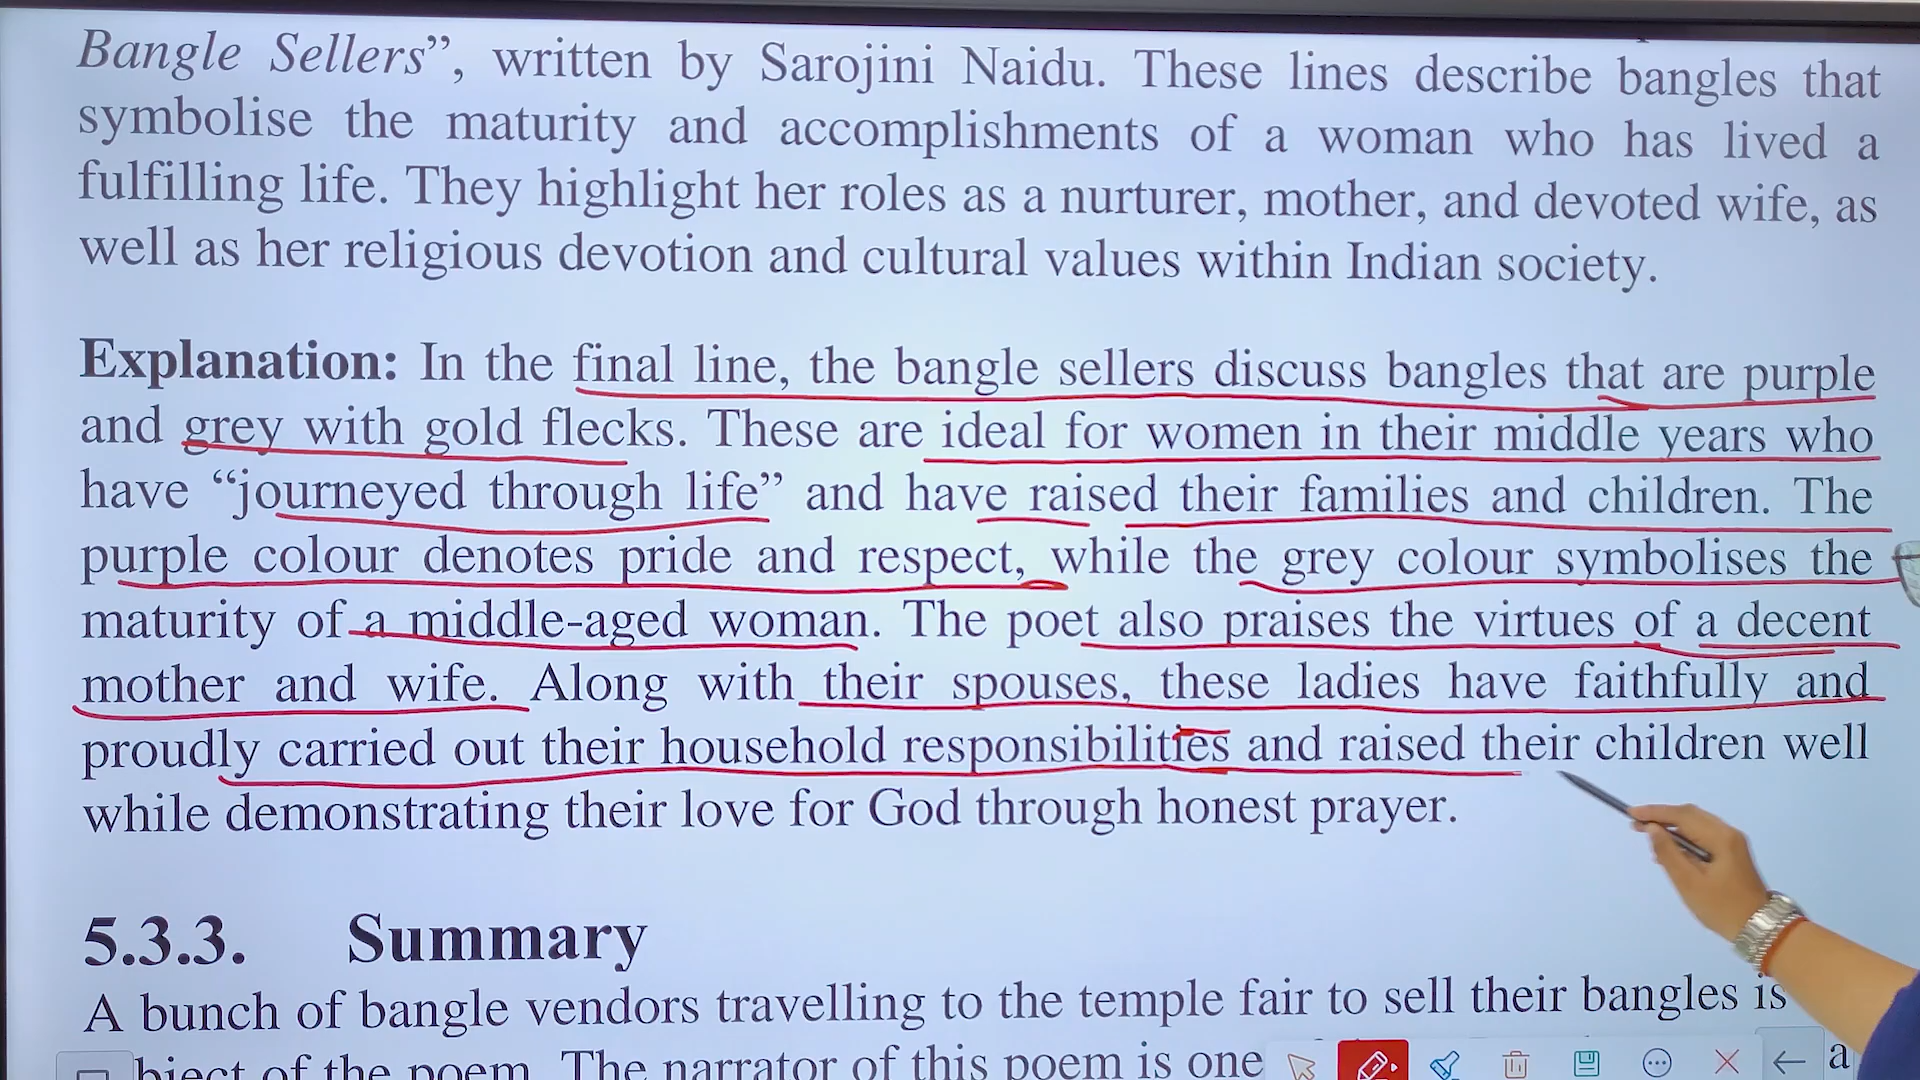 Bangle Sellers”, written by Sarojini Naidu. These lines describe bangles that
symbolise the maturity and accomplishments of a woman who has lived a
fulfilling life. They highlight her roles as a nurturer, mother, and devoted wife, as
well as her religious devotion and cultural values within Indian society.
Explanation: In the final line, the bangle sellers discuss bangles that are purple
and grey with gold flecks. These are ideal for women in their middle years who
have “journeyed through life” and have raised their families and children. The
purple colour denotes pride and respect, while the grey colour symbolises the
maturity of a middle-aged woman. The poet also praises the virtues of a decent
mother and wife. Along with their spouses, these ladies have faithfully and
proudly carried out their household responsibilities and raised their children well
while demonstrating their love for God through honest prayer.
5.3.3. Summary
A bunch of bangle vendors travelling to the temple fair to sell their bangles is
bject of the poem. The narrator of this poem is one a